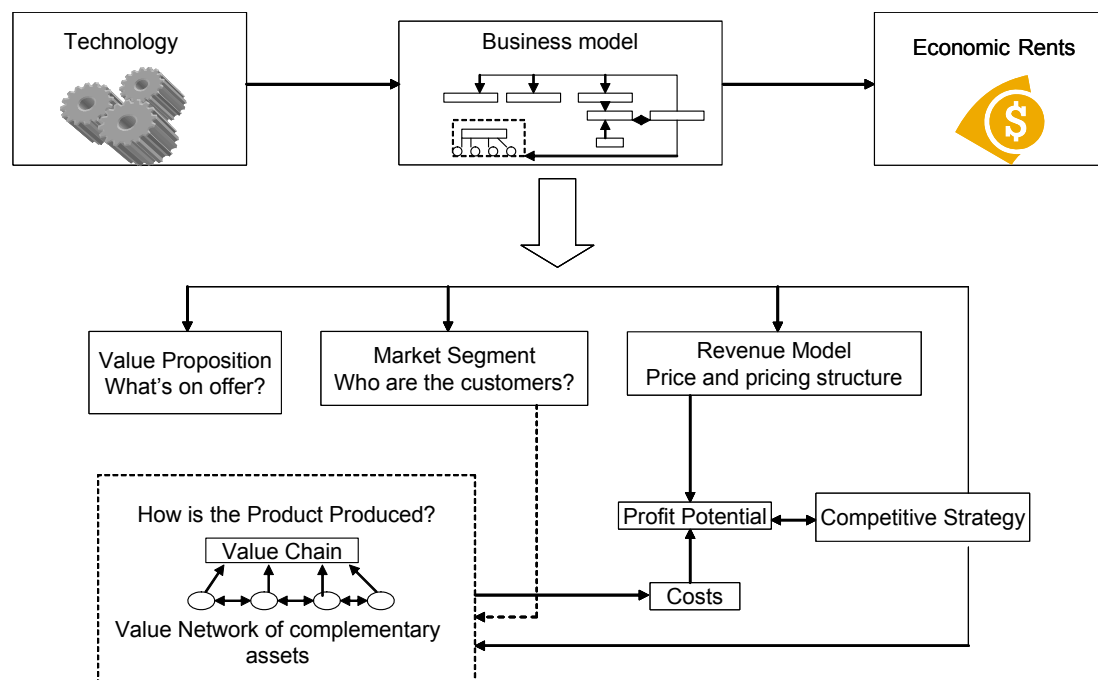 Technology
Business model
Economic Rents
$
Value Proposition
What's on offer?
Market Segment
Who are the customers?
Revenue Model
Price and pricing structure
How is the Product Produced?
Value Chain
Value Network of complementary
assets
Profit Potential
Competitive Strategy
Costs